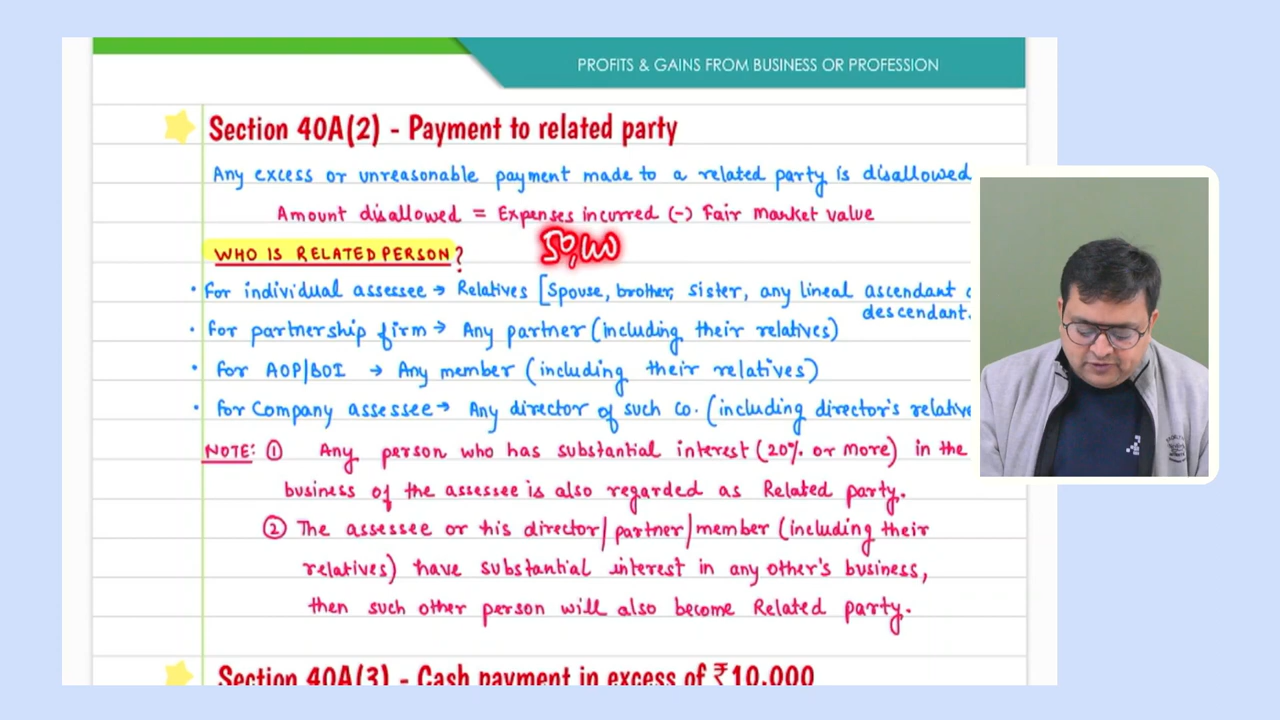 PROFITS & GAINS FROM BUSINESS OR PROFESSION
Section 40A(2) - Payment to related party
Any excess or unreasonable payment made to a related party is disallowed
Amount disallowed = Expenses incurred (-) Fair market value
WHO IS RELATED PERSON?
• For individual assessee → Relatives [Spouse, brother, sister, any lineal ascendant
descendant.
• For partnership firm → Any partner (including their relatives)
• For AOP/BOI → Any member (including their relatives)
• For Company assessee → Any director of such Co. (including director's
NOTE: ① Any person who has substantial interest (20% or more) in the
business of the assessee is also regarded as Related party.
② The assessee or his director/partner/member (including their
relatives) have substantial interest in any other's business,
then such other person will also become Related party.
Section 40A(3) - Cash payment in excess of ₹10,000